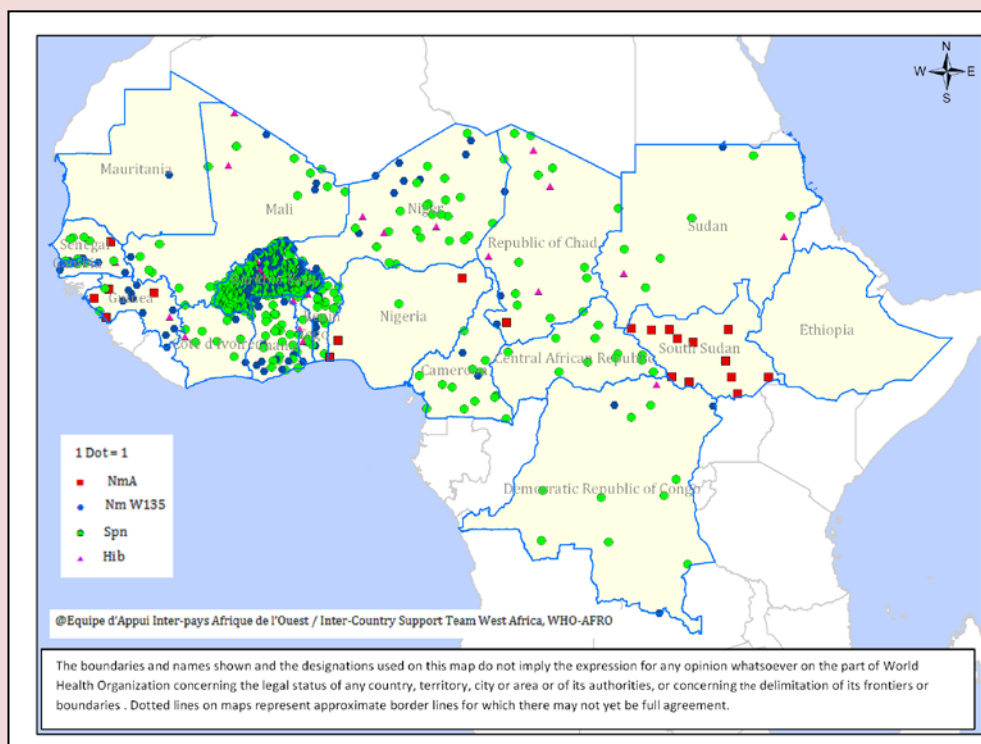 N
W E
S
Mauritania
Mali
Niger
Senegal
Republic of Chad
Sudan
Guinea
Nigeria
Ethiopia
South Sudan
Central African Republic
Cameroon
Democratic Republic of Congo
1 Dot = 1
NmA
Nm W135
Spn
Hib
@Equipe d'Appui Inter-pays Afrique de l'Ouest / Inter-Country Support Team West Africa, WHO-AFRO
The boundaries and names shown and the designations used on this map do not imply the expression for any opinion whatsoever on the part of World
Health Organization concerning the legal status of any country, territory, city or area or of its authorities, or concerning the delimitation of its frontiers or
boundaries . Dotted lines on maps represent approximate border lines for which there may not yet be full agreement.